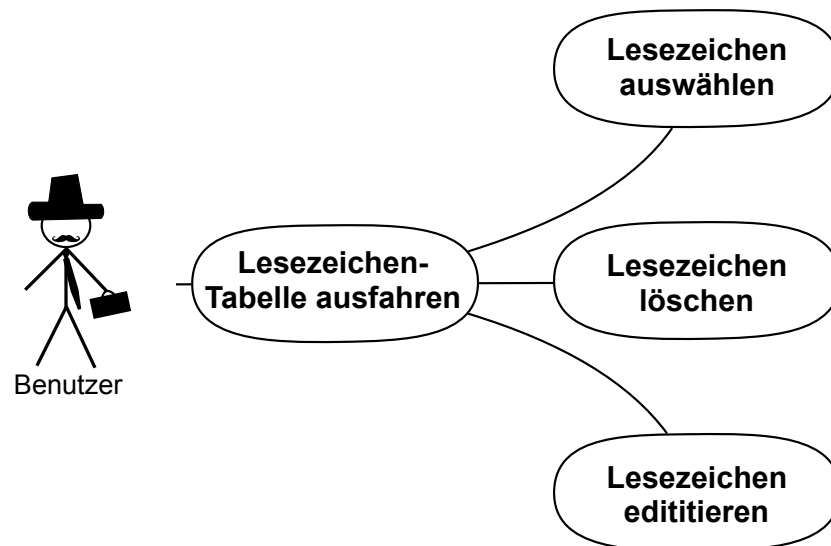 Lesezeichen
auswählen
Lesezeichen-
Tabelle ausfahren
Lesezeichen
löschen
Benutzer
Lesezeichen
edititieren